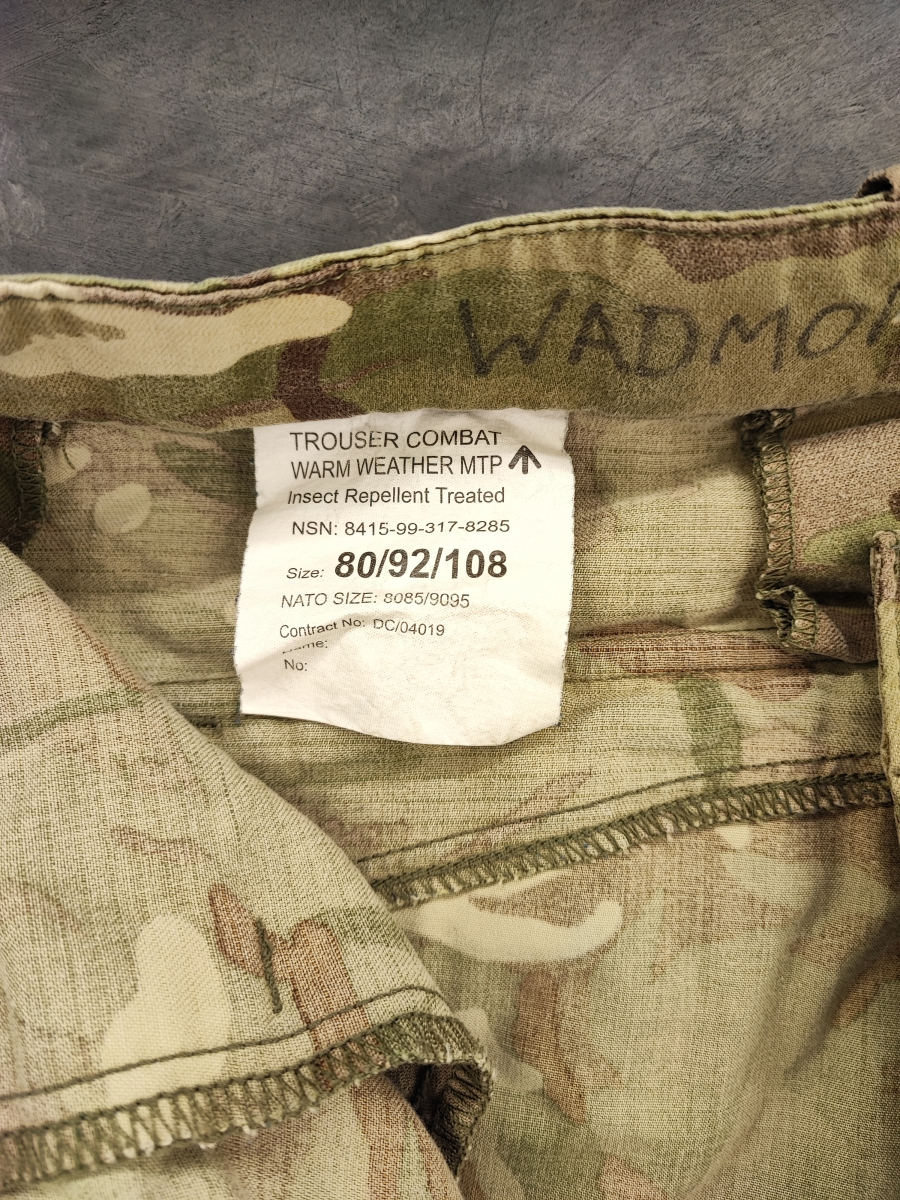 TROUSER COMBAT
WARM WEATHER MTP
Insect Repellent Treated
NSN: 8415-99-317-8285
Size: 80/92/108
NATO SIZE: 8085/9095
Contract No: DC/04019
Name:
No: